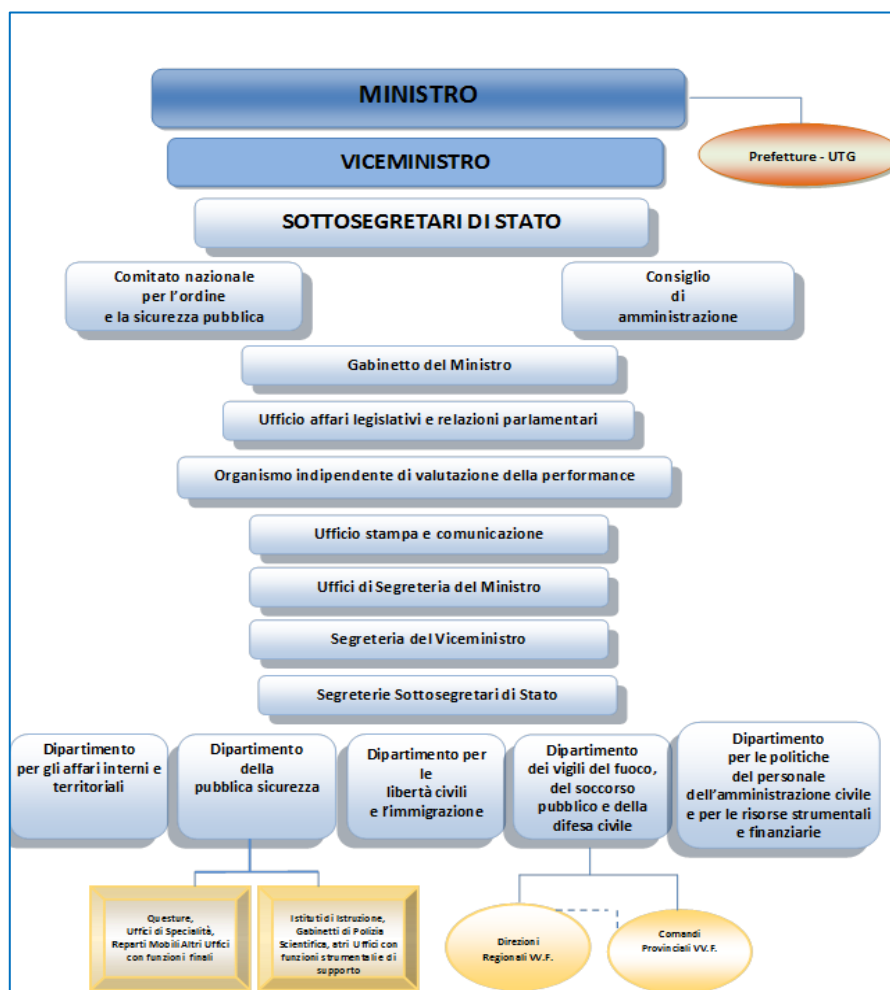 MINISTRO
Prefetture - UTG
VICEMINISTRO
SOTTOSEGRETARI DI STATO
Comitato nazionale
per l'ordine
e la sicurezza pubblica
Consiglio
di
amministrazione
Gabinetto del Ministro
Ufficio affari legislativi e relazioni parlamentari
Organismo indipendente di valutazione della performance
Ufficio stampa e comunicazione
Uffici di Segreteria del Ministro
Segreteria del Viceministro
Segreterie Sottosegretari di Stato
Dipartimento
per gli affari interni e
territoriali
Dipartimento
della
pubblica sicurezza
Dipartimento per
le
libertà civili
e l'immigrazione
Dipartimento
dei vigili del fuoco,
del soccorso
pubblico e della
difesa civile
Dipartimento
per le politiche
del personale
dell'amministrazione civile
e per le risorse strumentali
e finanziarie
Questure,
Uffici di Specialità,
Reparti Mobili Altri Uffici
con funzioni finali
Istituti di Istruzione,
Gabinetti di Polizia
Scientifica, atri Uffici con
funzioni strumentali e di
supporto
Direzioni
Regionali VV.F.
Comandi
Provinciali VV.F.